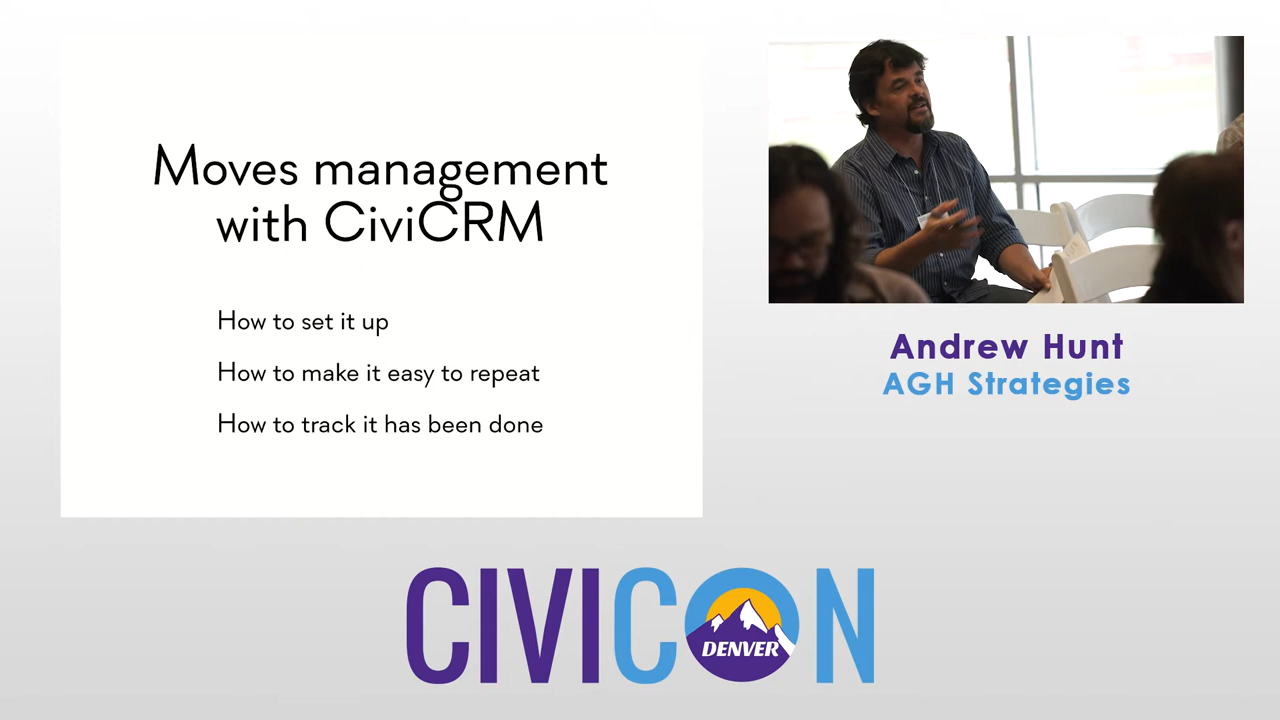 Moves management
with CiviCRM
How to set it up
How to make it easy to repeat
How to track it has been done
Andrew Hunt
AGH Strategies
CIVICON
DENVER